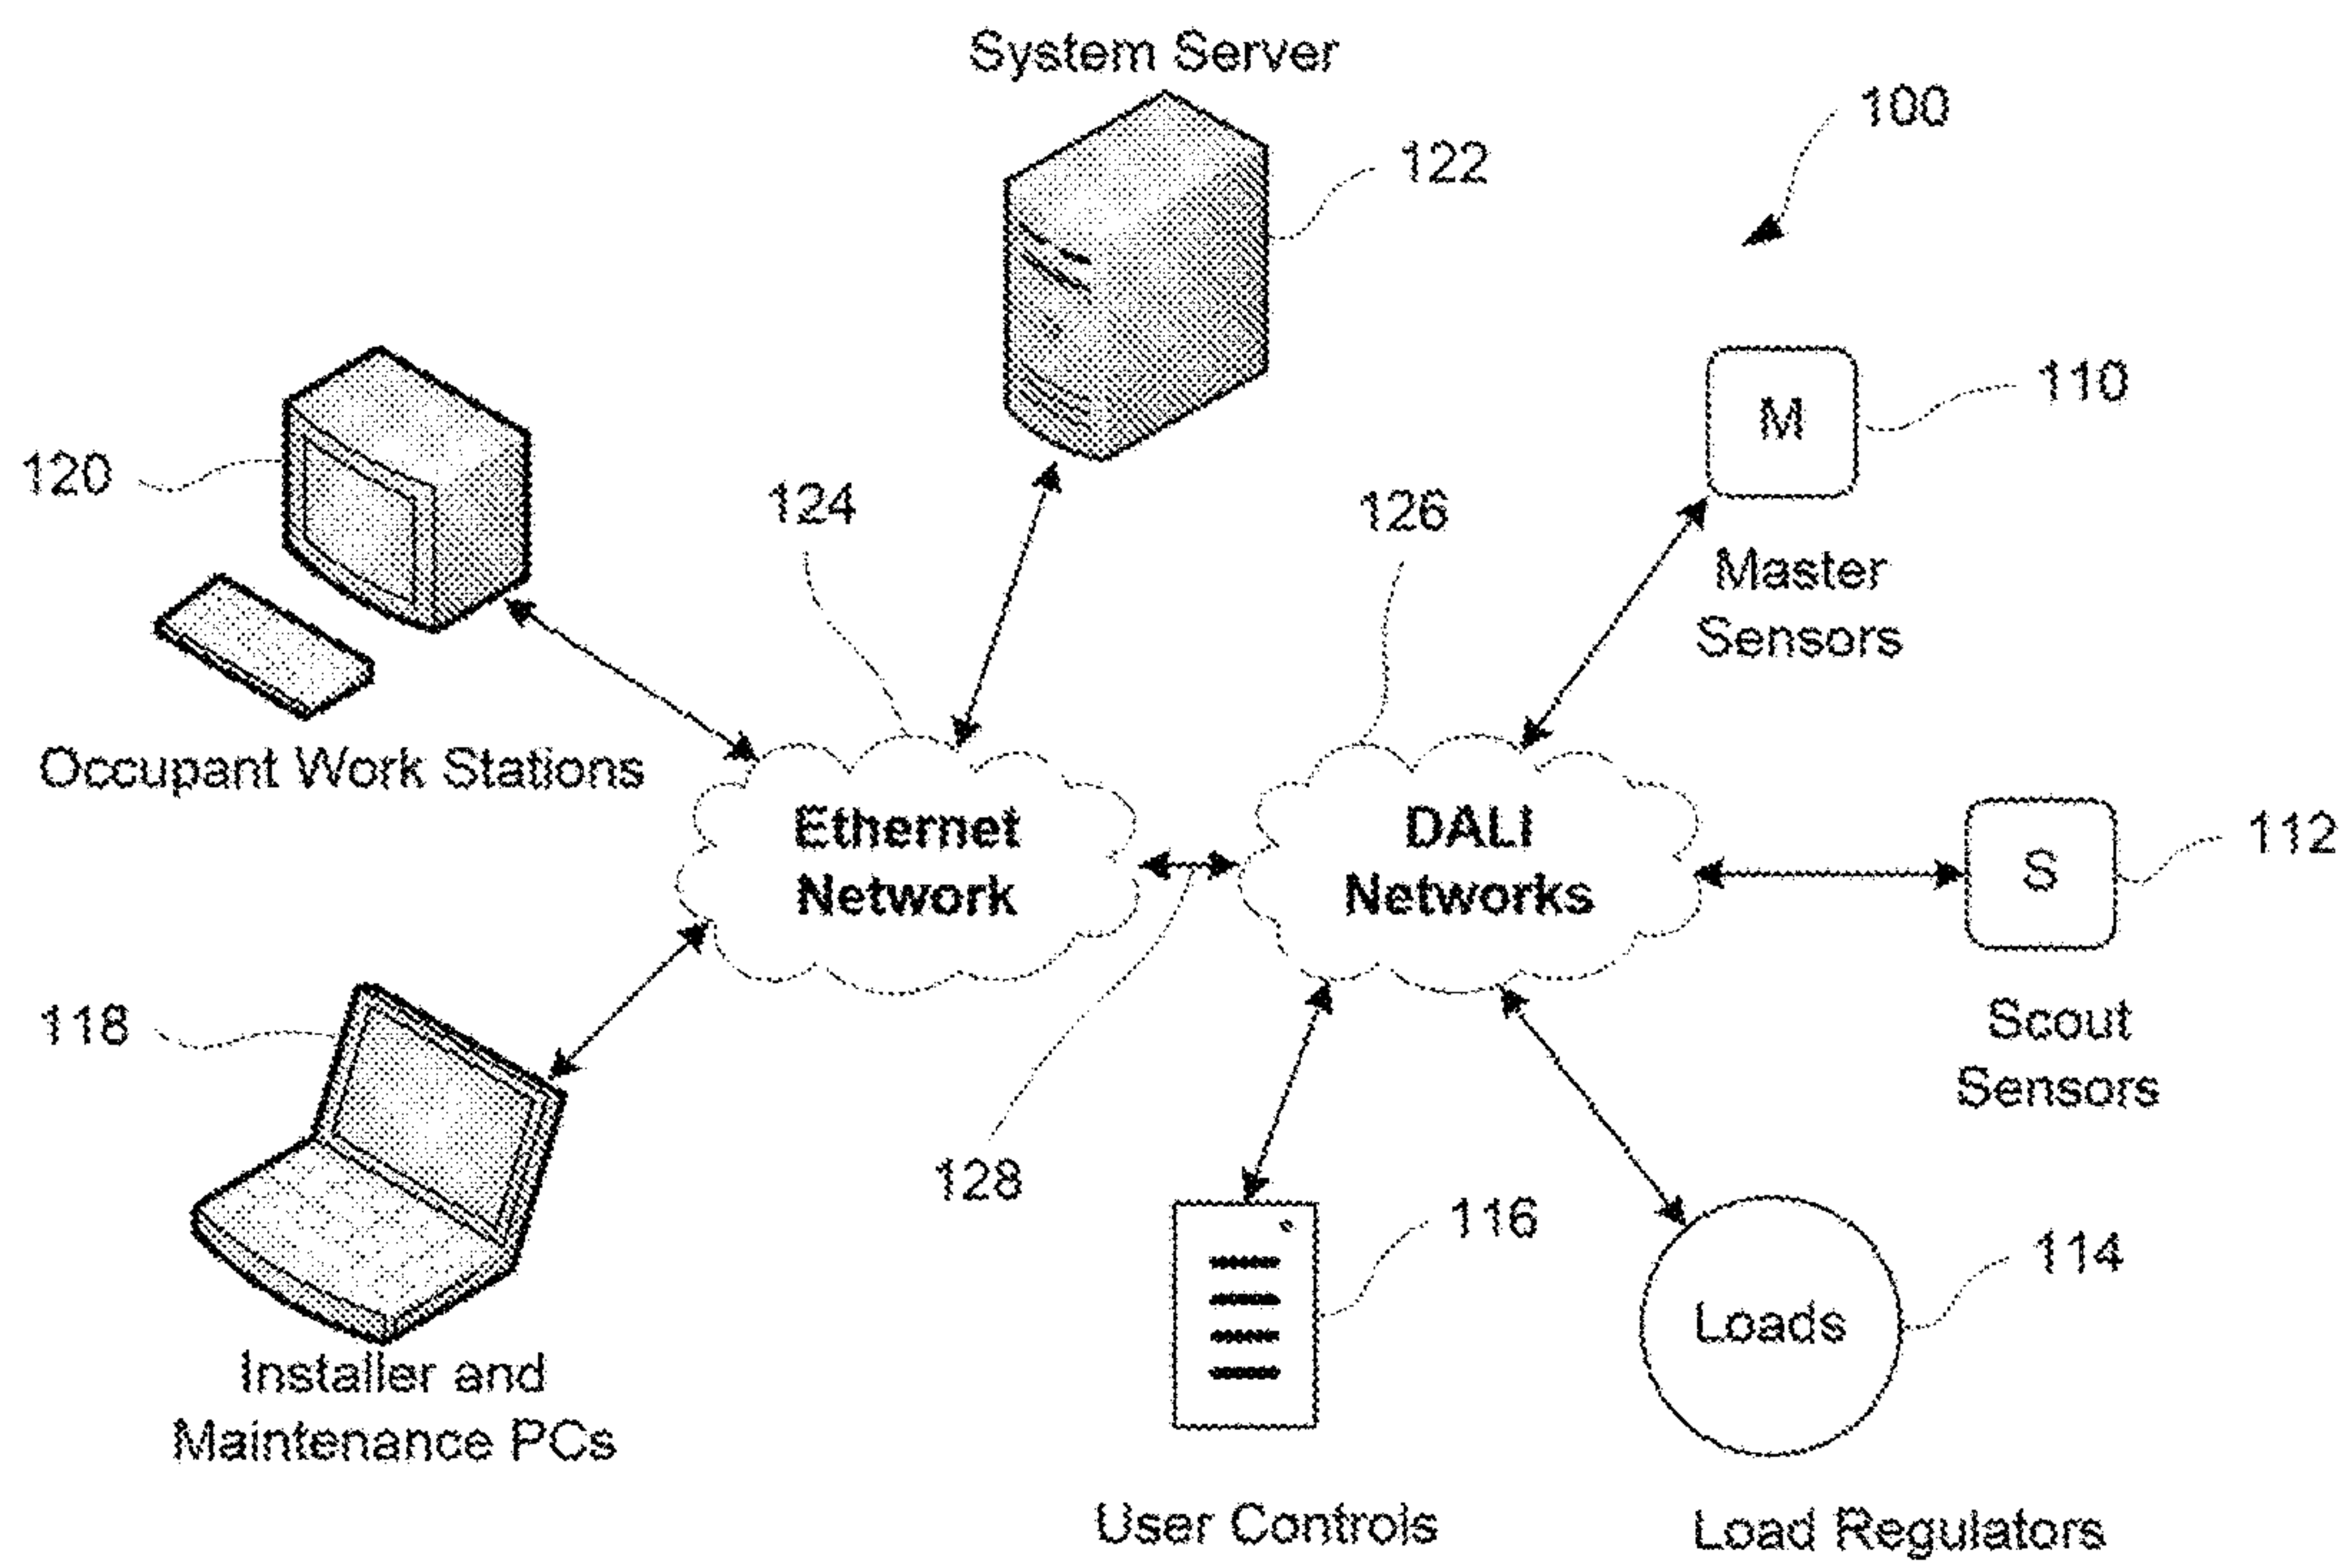 System Server
100
122
110
M
120
124
126
Master
Sensors
Occupant Work Stations
Ethernet
Network
DALI
Networks
S
112
118
Scout
Sensors
128
116
114
Loads
Installer and
Maintenance PCs
User Controls
Load Regulators